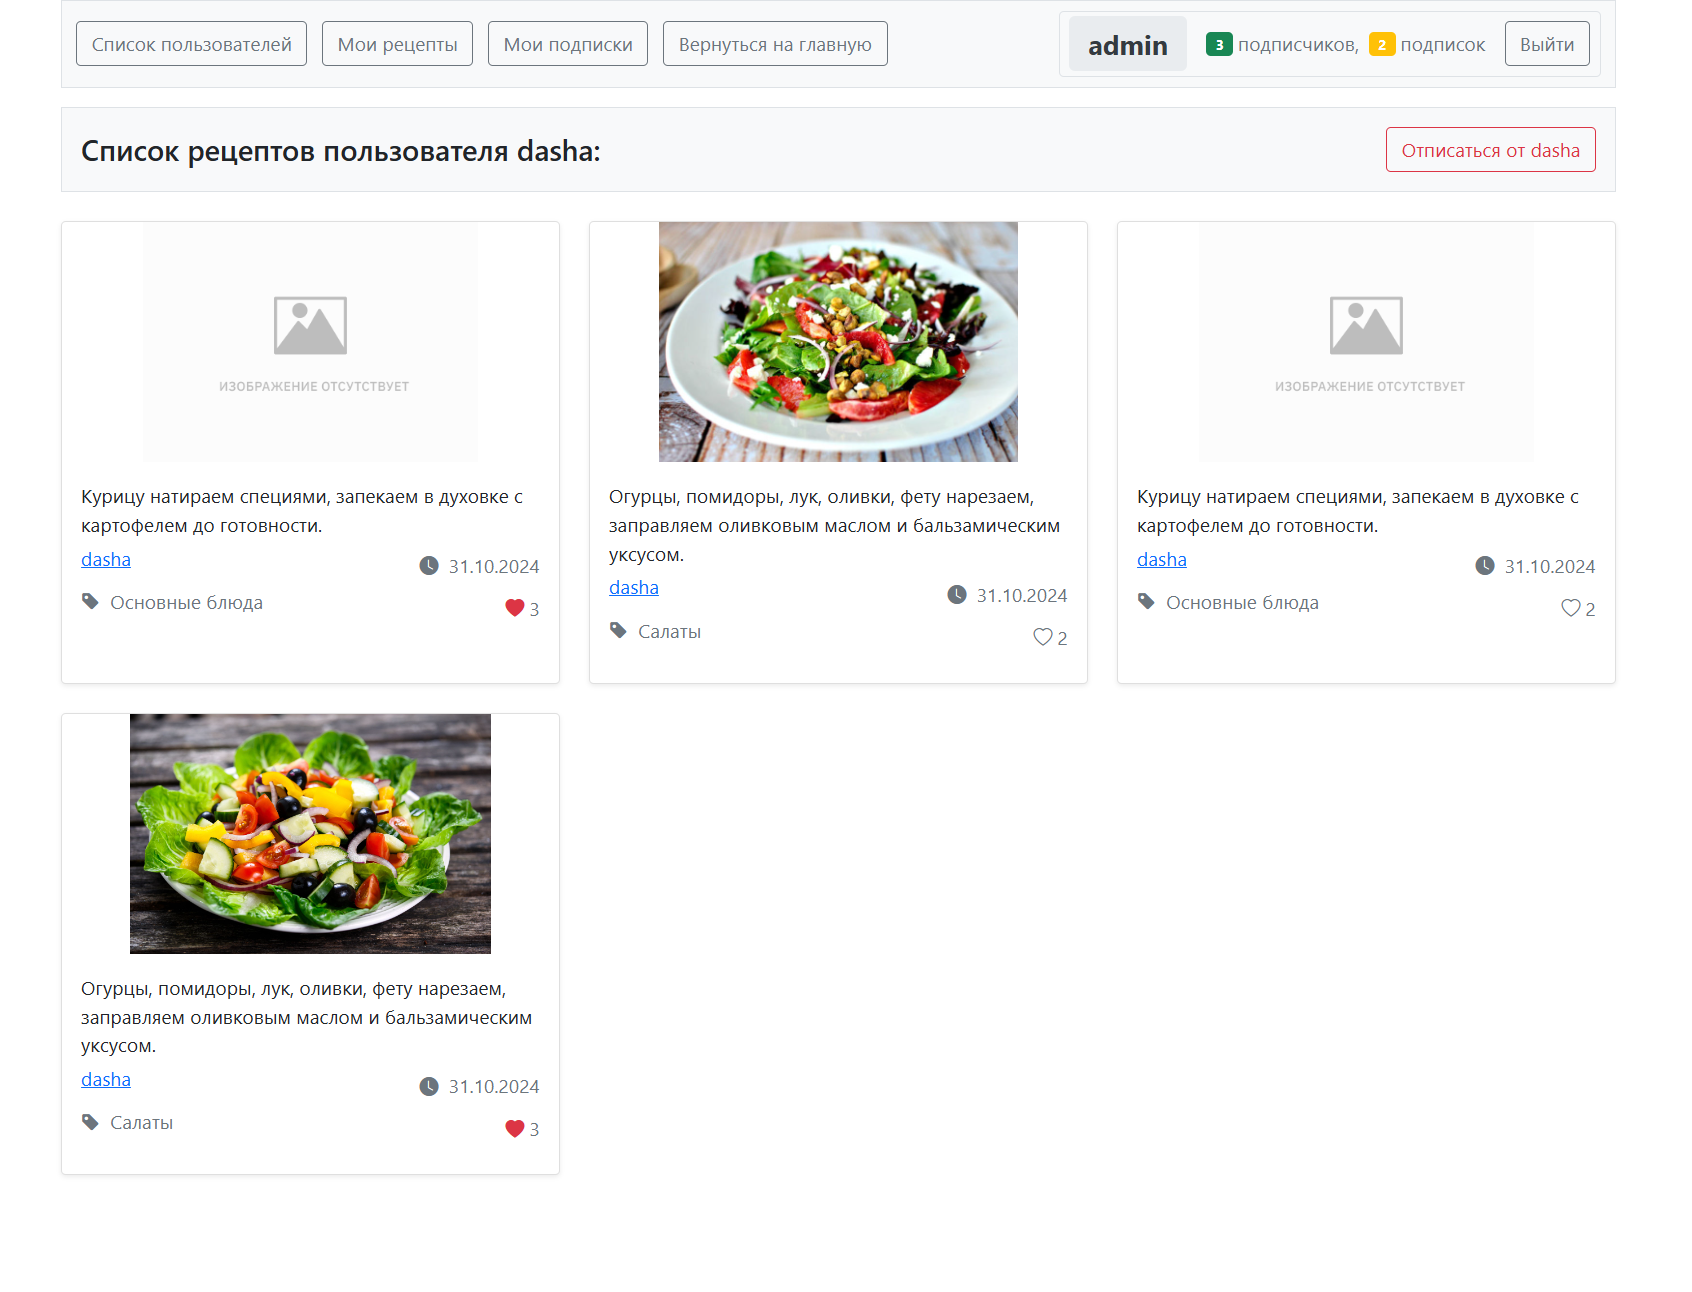 Список пользователей Мои рецепты Мои подписки Вернуться на главную admin 3 подписчиков, 2 подписок Выйти
Список рецептов пользователя dasha: Отписаться от dasha
ИЗОБРАЖЕНИЕ ОТСУТСТВУЕТ
Курицу натираем специями, запекаем в духовке с
картофелем до готовности.
dasha 31.10.2024
Основные блюда 3
Огурцы, помидоры, лук, оливки, фету нарезаем,
заправляем оливковым маслом и бальзамическим
уксусом.
dasha 31.10.2024
Салаты 2
ИЗОБРАЖЕНИЕ ОТСУТСТВУЕТ
Курицу натираем специями, запекаем в духовке с
картофелем до готовности.
dasha 31.10.2024
Основные блюда 2
Огурцы, помидоры, лук, оливки, фету нарезаем,
заправляем оливковым маслом и бальзамическим
уксусом.
dasha 31.10.2024
Салаты 3